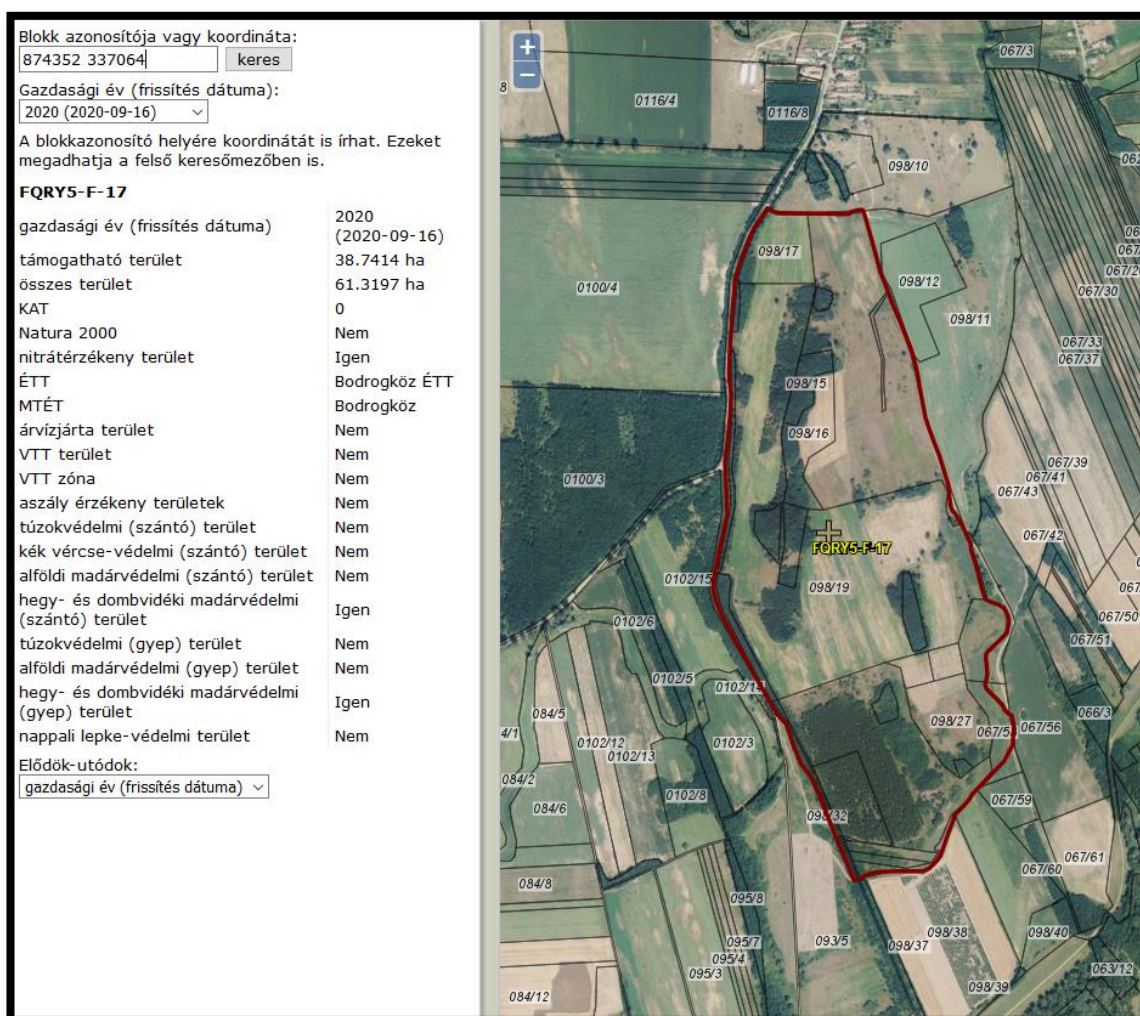 Blokk azonosítója vagy koordináta:
874352 337064
keres
Gazdasági év (frissítés dátuma):
2020 (2020-09-16)
A blokkazonosító helyére koordinátát is írhat. Ezeket
megadhatja a felső keresőmezőben is.
FQRY5-F-17
gazdasági év (frissítés dátuma) 2020
(2020-09-16)
támogatható terület 38.7414 ha
összes terület 61.3197 ha
KAT 0
Natura 2000 Nem
nitrátérzékeny terület Igen
ÉTT Bodrogköz ÉTT
MTÉT Bodrogköz
árvízjárta terület Nem
VTT terület Nem
VTT zóna Nem
aszály érzékeny területek Nem
túzokvédelmi (szántó) terület Nem
kék vércse-védelmi (szántó) terület Nem
alföldi madárvédelmi (szántó) terület Nem
hegy- és dombvidéki madárvédelmi
(szántó) terület Igen
túzokvédelmi (gyep) terület Nem
alföldi madárvédelmi (gyep) terület Nem
hegy- és dombvidéki madárvédelmi
(gyep) terület Igen
nappali lepke-védelmi terület Nem
Elődök-utódok:
gazdasági év (frissítés dátuma)
+
−
067/3
0116/4
0116/8
098/10
098/17
0100/4
098/12
098/11
067/30
067/33
067/37
098/15
098/16
067/39
067/41
067/43
0100/3
067/42
FQRY5-F-17
0102/15
098/19
067/50
0102/6
067/51
0102/5
0102/14
084/5
098/27
067/56
066/3
4/1
0102/12
0102/13
0102/3
084/2
0102/8
084/6
098/32
067/59
067/61
067/60
084/8
095/8
098/38
098/40
095/7
093/5
098/37
095/4
095/3
063/12
098/39
084/12